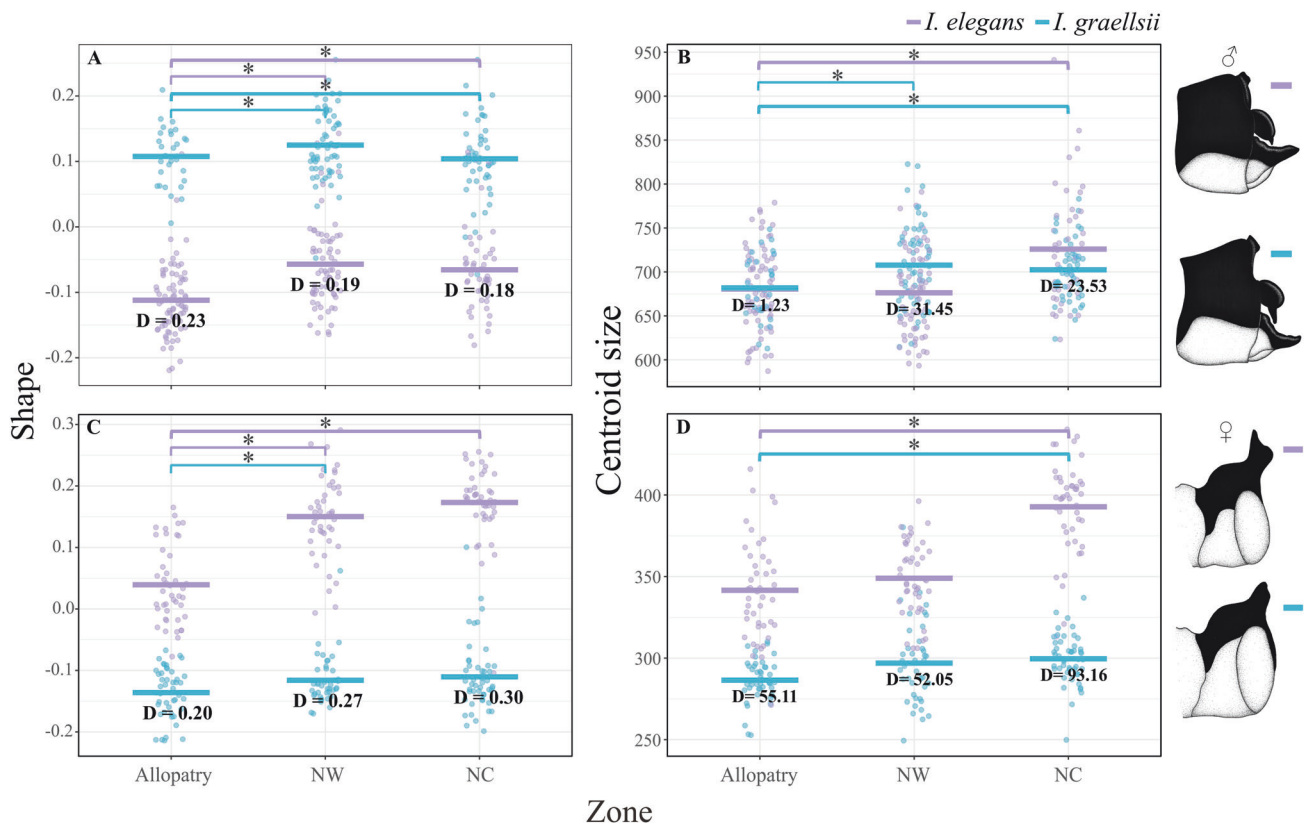 I. elegans I. graellsii
A
*
*
*
*
0.2
0.1
0.0
-0.1
-0.2
D = 0.23
D = 0.19
D = 0.18
B
*
*
*
950
900
850
800
750
700
650
600
D= 1.23
D= 31.45
D= 23.53
♂
Shape
Centroid size
C
*
*
*
0.3
0.2
0.1
0.0
-0.1
-0.2
D = 0.20
D = 0.27
D = 0.30
D
*
*
400
350
300
250
D= 55.11
D= 52.05
D= 93.16
♀
Allopatry NW NC
Allopatry NW NC
Zone